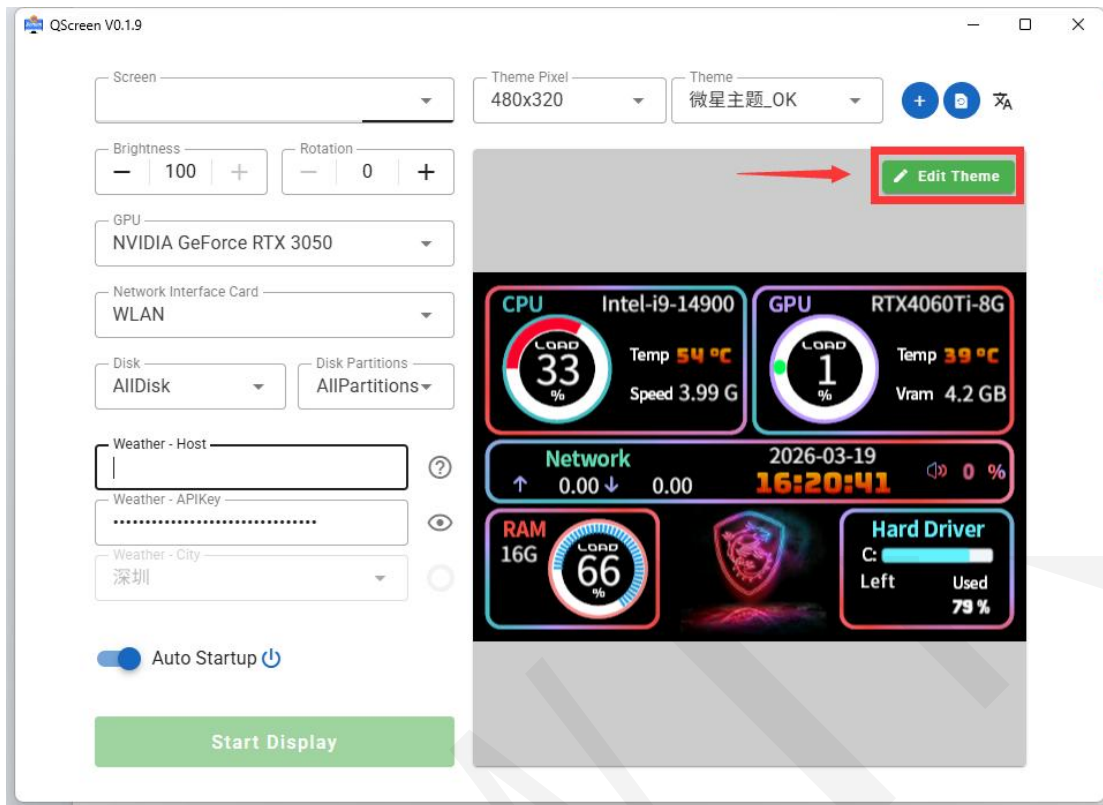 QScreen V0.1.9
Screen
Theme Pixel
480x320
Theme
微星主题_OK
Brightness
100
Rotation
0
Edit Theme
GPU
NVIDIA GeForce RTX 3050
Network Interface Card
WLAN
Disk
AllDisk
Disk Partitions
AllPartitions
Weather - Host
Weather - APIKey
Weather - City
深圳
Auto Startup
Start Display
CPU Intel-i9-14900
LOAD
33
%
Temp 54 °C
Speed 3.99 G
GPU RTX4060Ti-8G
LOAD
1
%
Temp 39 °C
Vram 4.2 GB
Network
↑ 0.00 ↓ 0.00
2026-03-19
16:20:41
0 %
RAM
16G
LOAD
66
%
Hard Driver
C:
Left Used
79 %